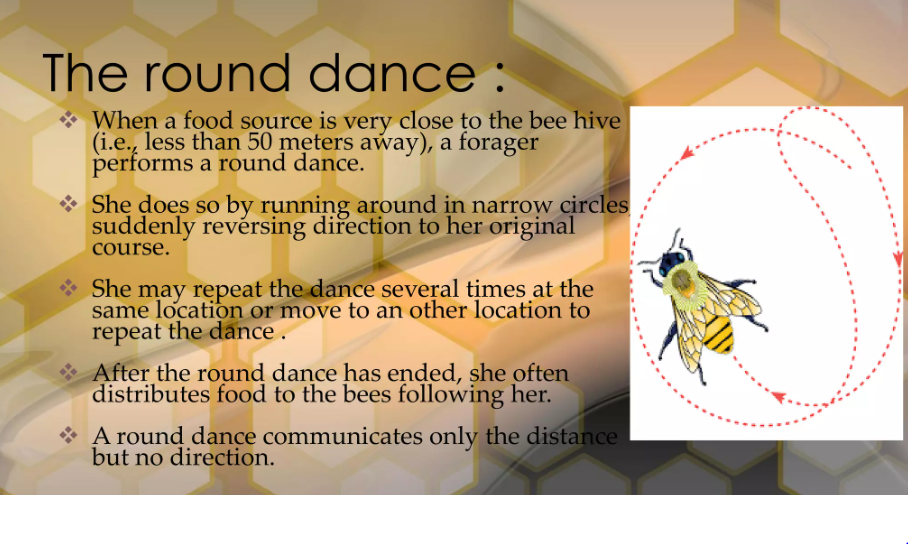 The round dance :
❖ When a food source is very close to the bee hive
(i.e., less than 50 meters away), a forager
performs a round dance.
❖ She does so by running around in narrow circles,
suddenly reversing direction to her original
course.
❖ She may repeat the dance several times at the
same location or move to an other location to
repeat the dance .
❖ After the round dance has ended, she often
distributes food to the bees following her.
❖ A round dance communicates only the distance
but no direction.